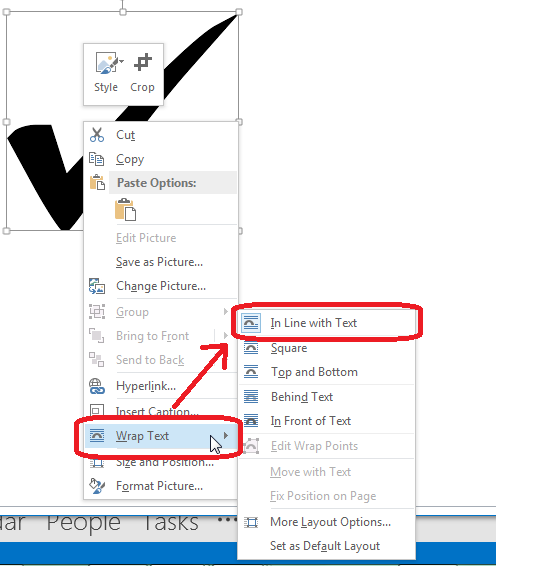 Style Crop
Cut
Copy
Paste Options:
Edit Picture
Save as Picture...
Change Picture...
Group
Bring to Front
Send to Back
Hyperlink...
Insert Caption...
Wrap Text
Size and Position...
Format Picture...
In Line with Text
Square
Top and Bottom
Behind Text
In Front of Text
Edit Wrap Points
Move with Text
Fix Position on Page
More Layout Options...
Set as Default Layout
dar People Tasks ···